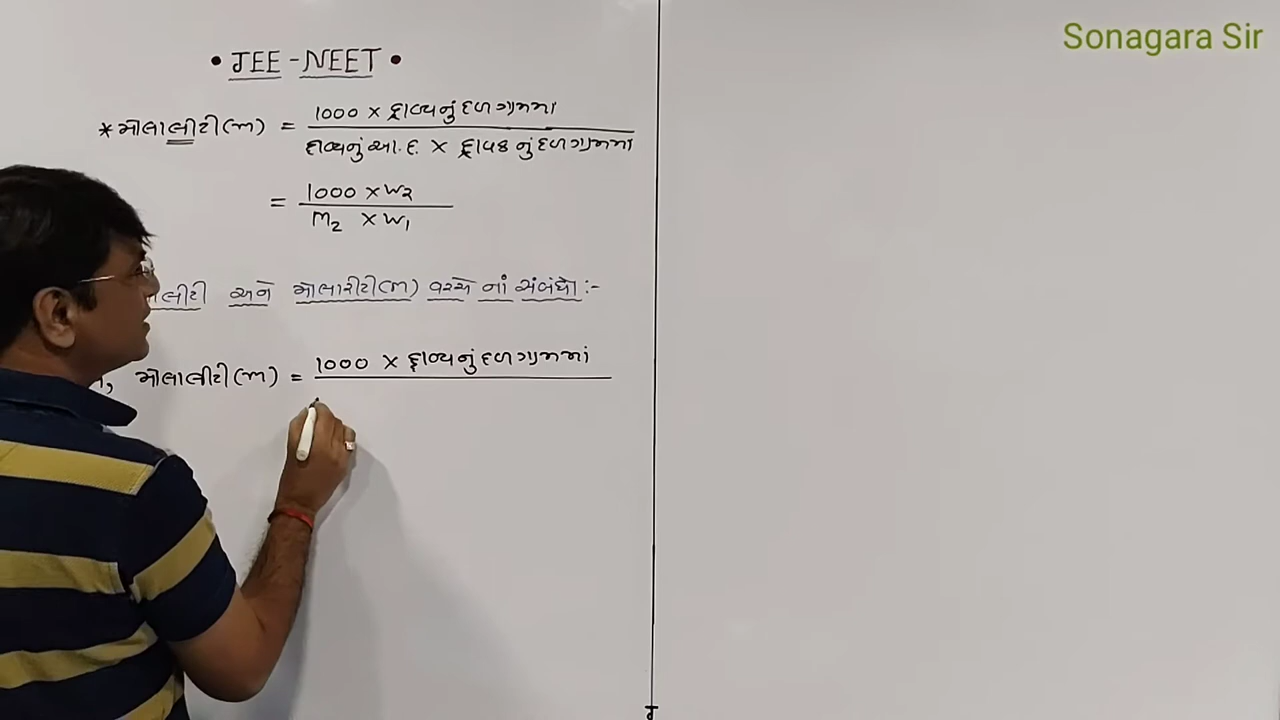 • JEE - NEET •
Sonagara Sir
* મોલાલીટી (m) = 1000 × દ્રાવ્યનું દળ ગ્રામમાં
દ્રાવ્યનું આ.દ. × દ્રાવક નું દળ ગ્રામમાં
= 1000 × W2
M2 × W1
અને મોલારીટી(m) વચ્ચે નાં સંબંધો :-
, મોલાલીટી (m) = 1000 × દ્રાવ્યનું દળ ગ્રામમાં